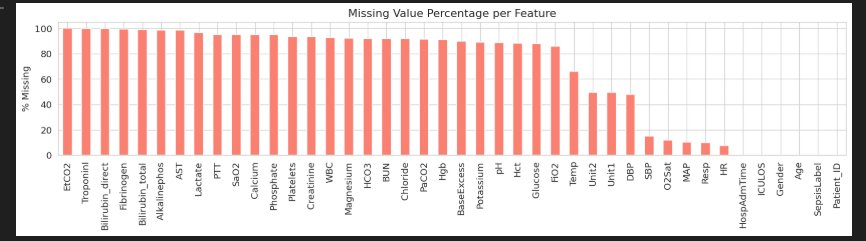 Missing Value Percentage per Feature
% Missing
100
80
60
40
20
0
EtCO2
TroponinI
Bilirubin_direct
Fibrinogen
Bilirubin_total
Alkalinephos
AST
Lactate
PTT
SaO2
Calcium
Phosphate
Platelets
Creatinine
WBC
Magnesium
HCO3
BUN
Chloride
PaCO2
Hgb
BaseExcess
Potassium
pH
Hct
Glucose
FiO2
Temp
Unit2
Unit1
DBP
SBP
O2Sat
MAP
Resp
HR
HospAdmTime
ICULOS
Gender
Age
SepsisLabel
Patient_ID